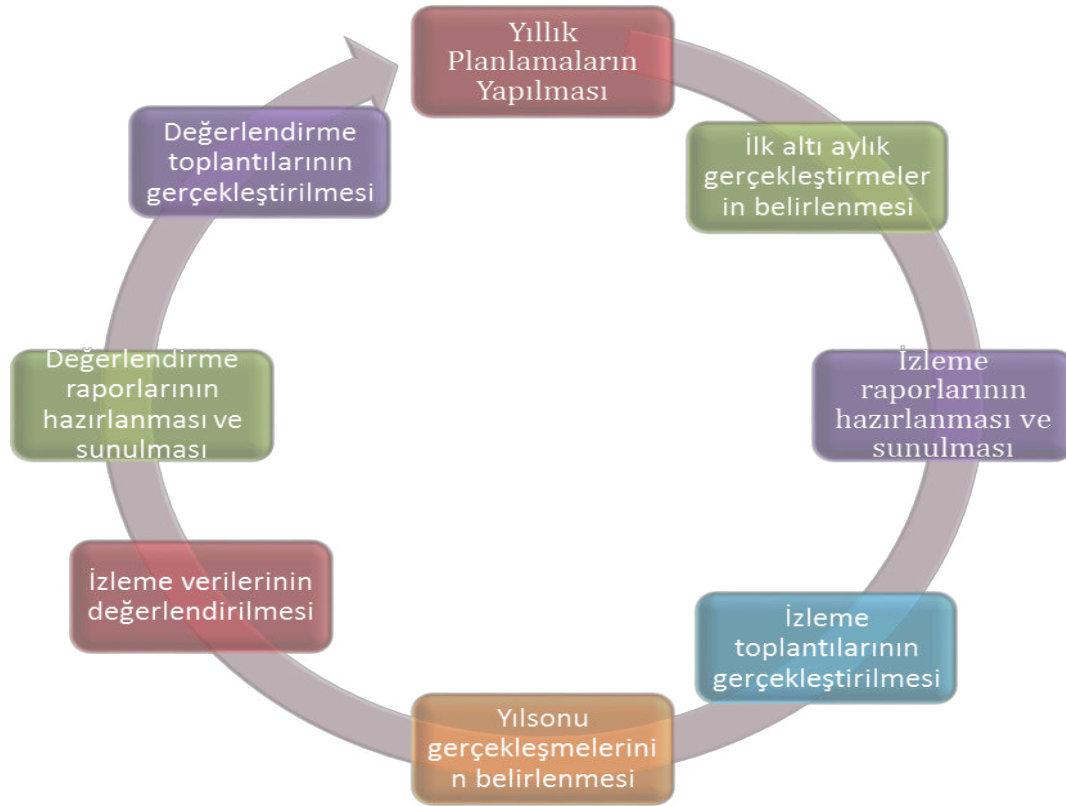 Yıllık
Planlamaların
Yapılması
İlk altı aylık
gerçekleştirmeler
in belirlenmesi
İzleme
raporlarının
hazırlanması ve
sunulması
İzleme
toplantılarının
gerçekleştirilmesi
Yılsonu
gerçekleşmelerini
n belirlenmesi
İzleme verilerinin
değerlendirilmesi
Değerlendirme
raporlarının
hazırlanması ve
sunulması
Değerlendirme
toplantılarının
gerçekleştirilmesi